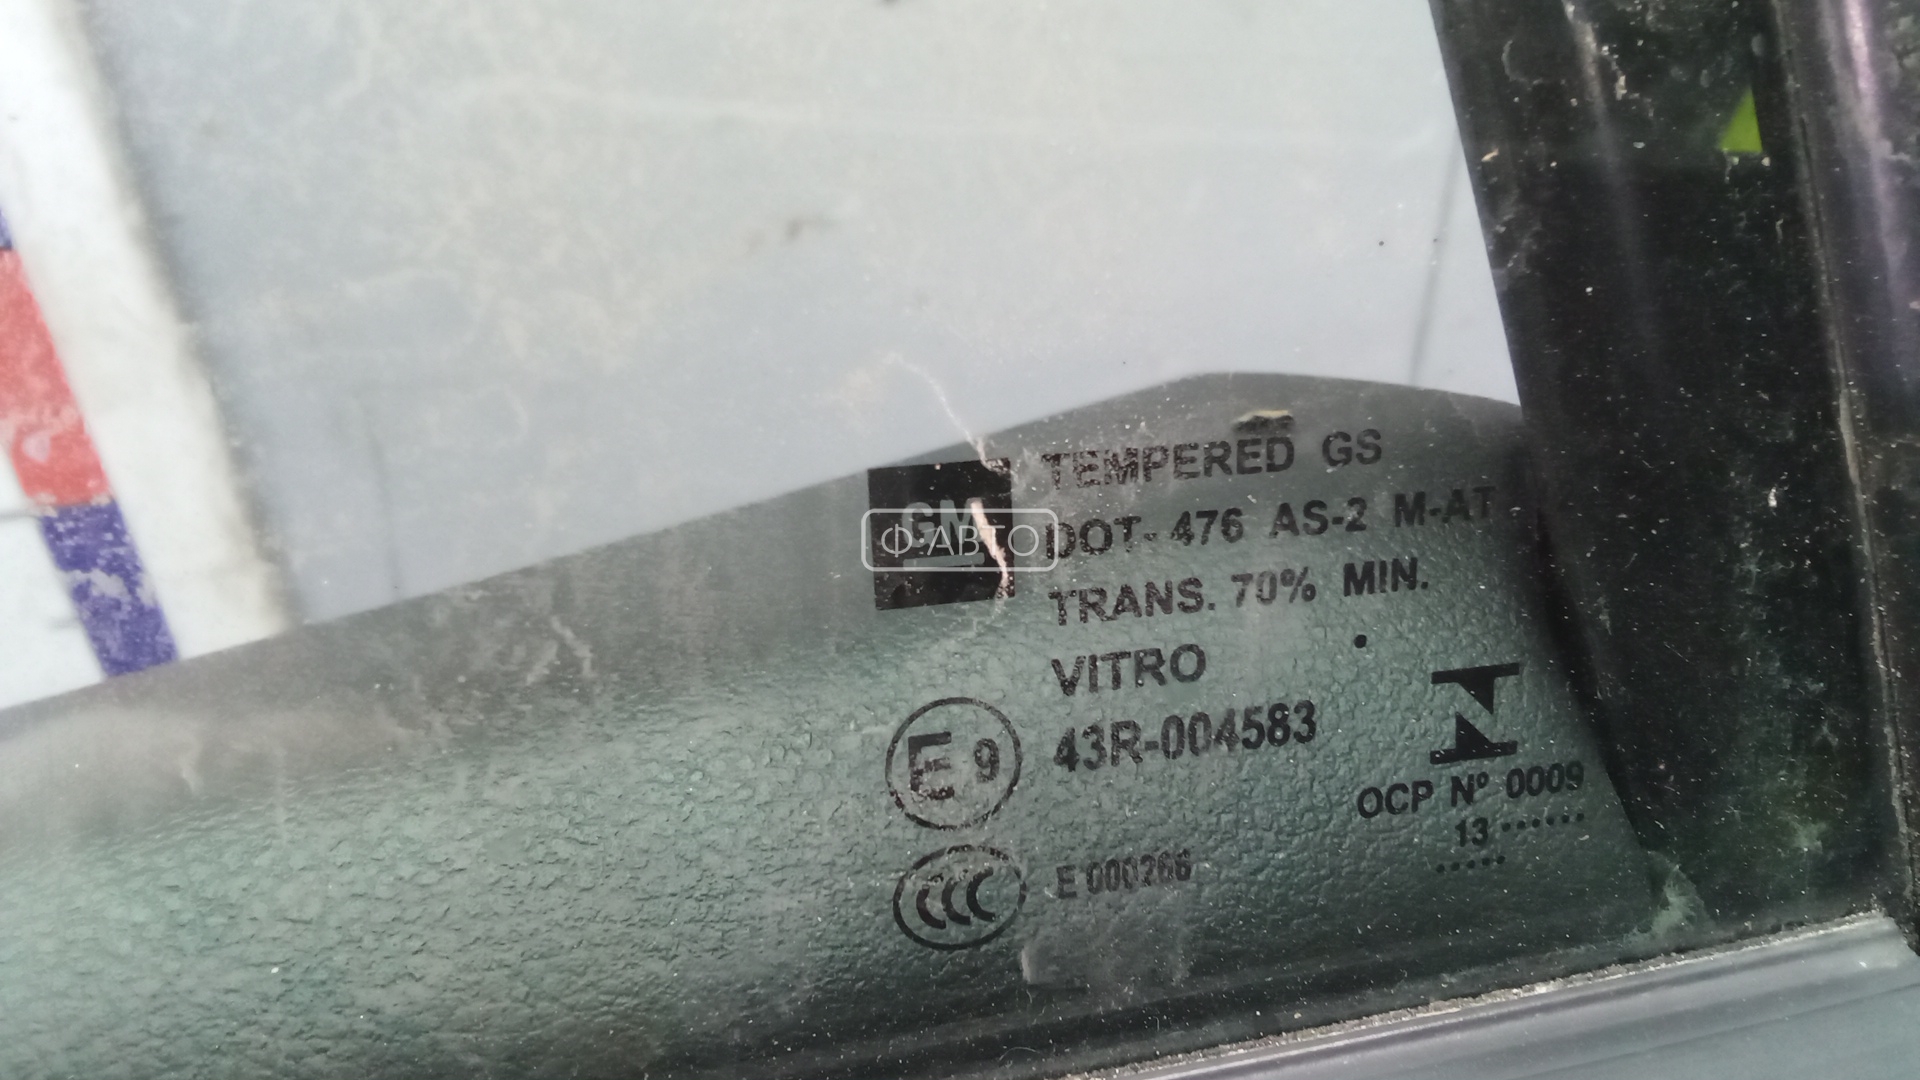 GM
Ф-АВТО
TEMPERED GS
DOT-476 AS-2 M-AT
TRANS. 70% MIN.
VITRO
E 9
43R-004583
OCP Nº 0009
13 ......
.....
CCC
E 000266